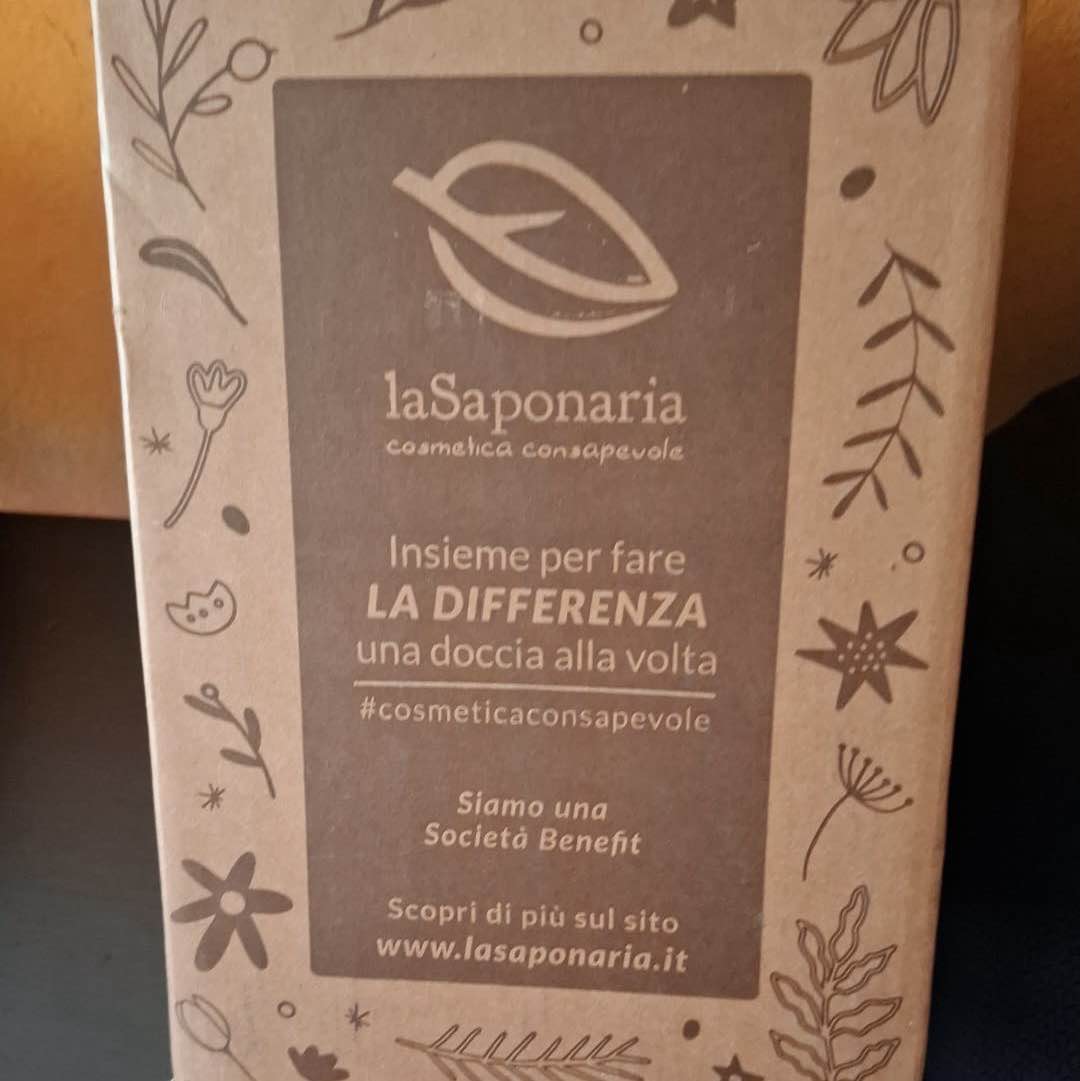 laSaponaria
cosmetica consapevole
Insieme per fare
LA DIFFERENZA
una doccia alla volta
#cosmeticaconsapevole
Siamo una
Società Benefit
Scopri di più sul sito
www.lasaponaria.it